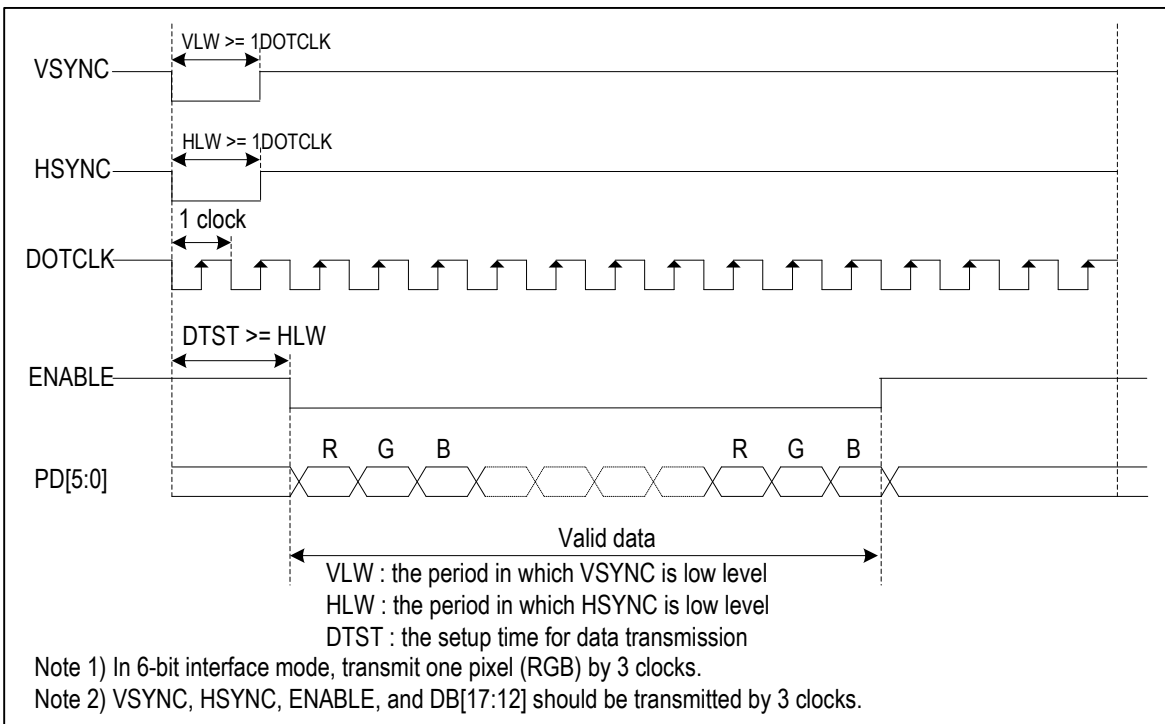 VLW >= 1DOTCLK
VSYNC
HLW >= 1DOTCLK
HSYNC
1 clock
DOTCLK
DTST >= HLW
ENABLE
R G B R G B
PD[5:0]
Valid data
VLW : the period in which VSYNC is low level
HLW : the period in which HSYNC is low level
DTST : the setup time for data transmission
Note 1) In 6-bit interface mode, transmit one pixel (RGB) by 3 clocks.
Note 2) VSYNC, HSYNC, ENABLE, and DB[17:12] should be transmitted by 3 clocks.